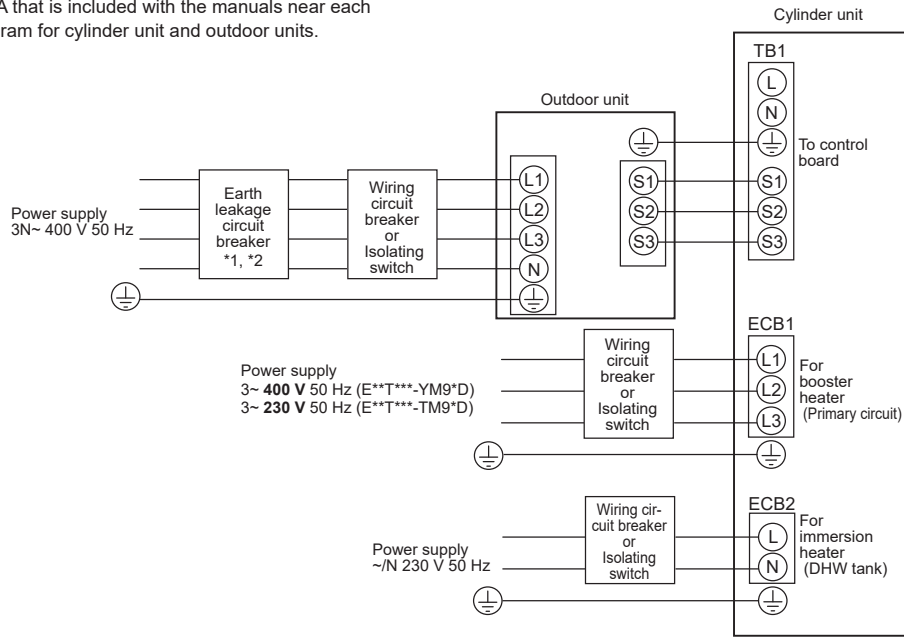 A that is included with the manuals near each
ram for cylinder unit and outdoor units.
Cylinder unit
TB1
L
N
To control
board
S1
S2
S3
Outdoor unit
L1
L2
L3
N
S1
S2
S3
Power supply
3N~ 400 V 50 Hz
Earth
leakage
circuit
breaker
*1, *2
Wiring
circuit
breaker
or
Isolating
switch
ECB1
L1
L2
L3
For
booster
heater
(Primary circuit)
Wiring
circuit
breaker
or
Isolating
switch
Power supply
3~ 400 V 50 Hz (E**T***-YM9*D)
3~ 230 V 50 Hz (E**T***-TM9*D)
ECB2
L
N
For
immersion
heater
(DHW tank)
Wiring cir-
cuit breaker
or
Isolating
switch
Power supply
~/N 230 V 50 Hz